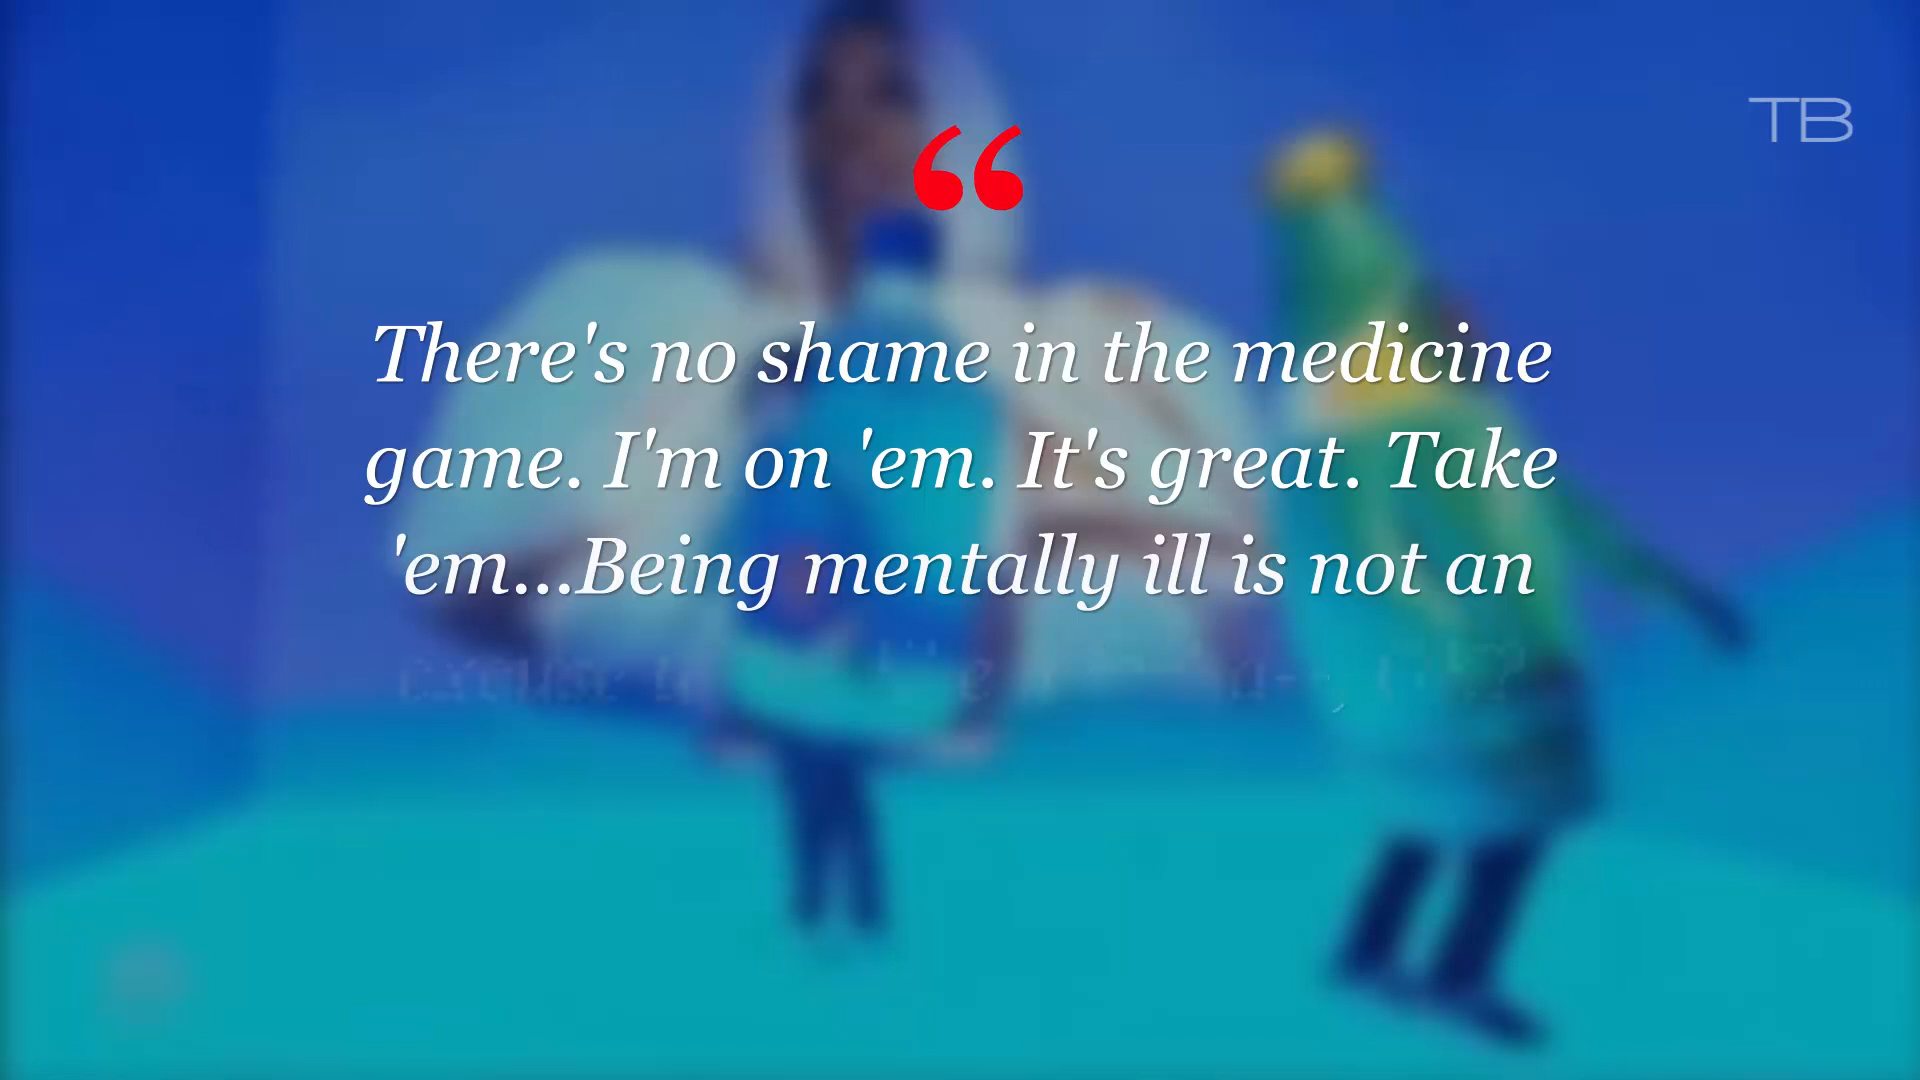 TB
“
There's no shame in the medicine
game. I'm on 'em. It's great. Take
'em...Being mentally ill is not an
excuse